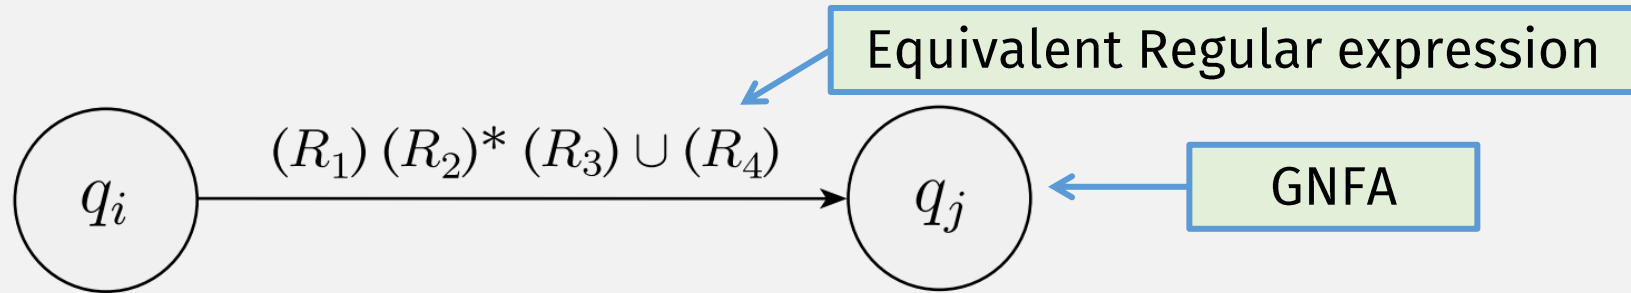 Equivalent Regular expression
(R₁) (R₂)* (R₃) ∪ (R₄)
qᵢ
qⱼ
GNFA